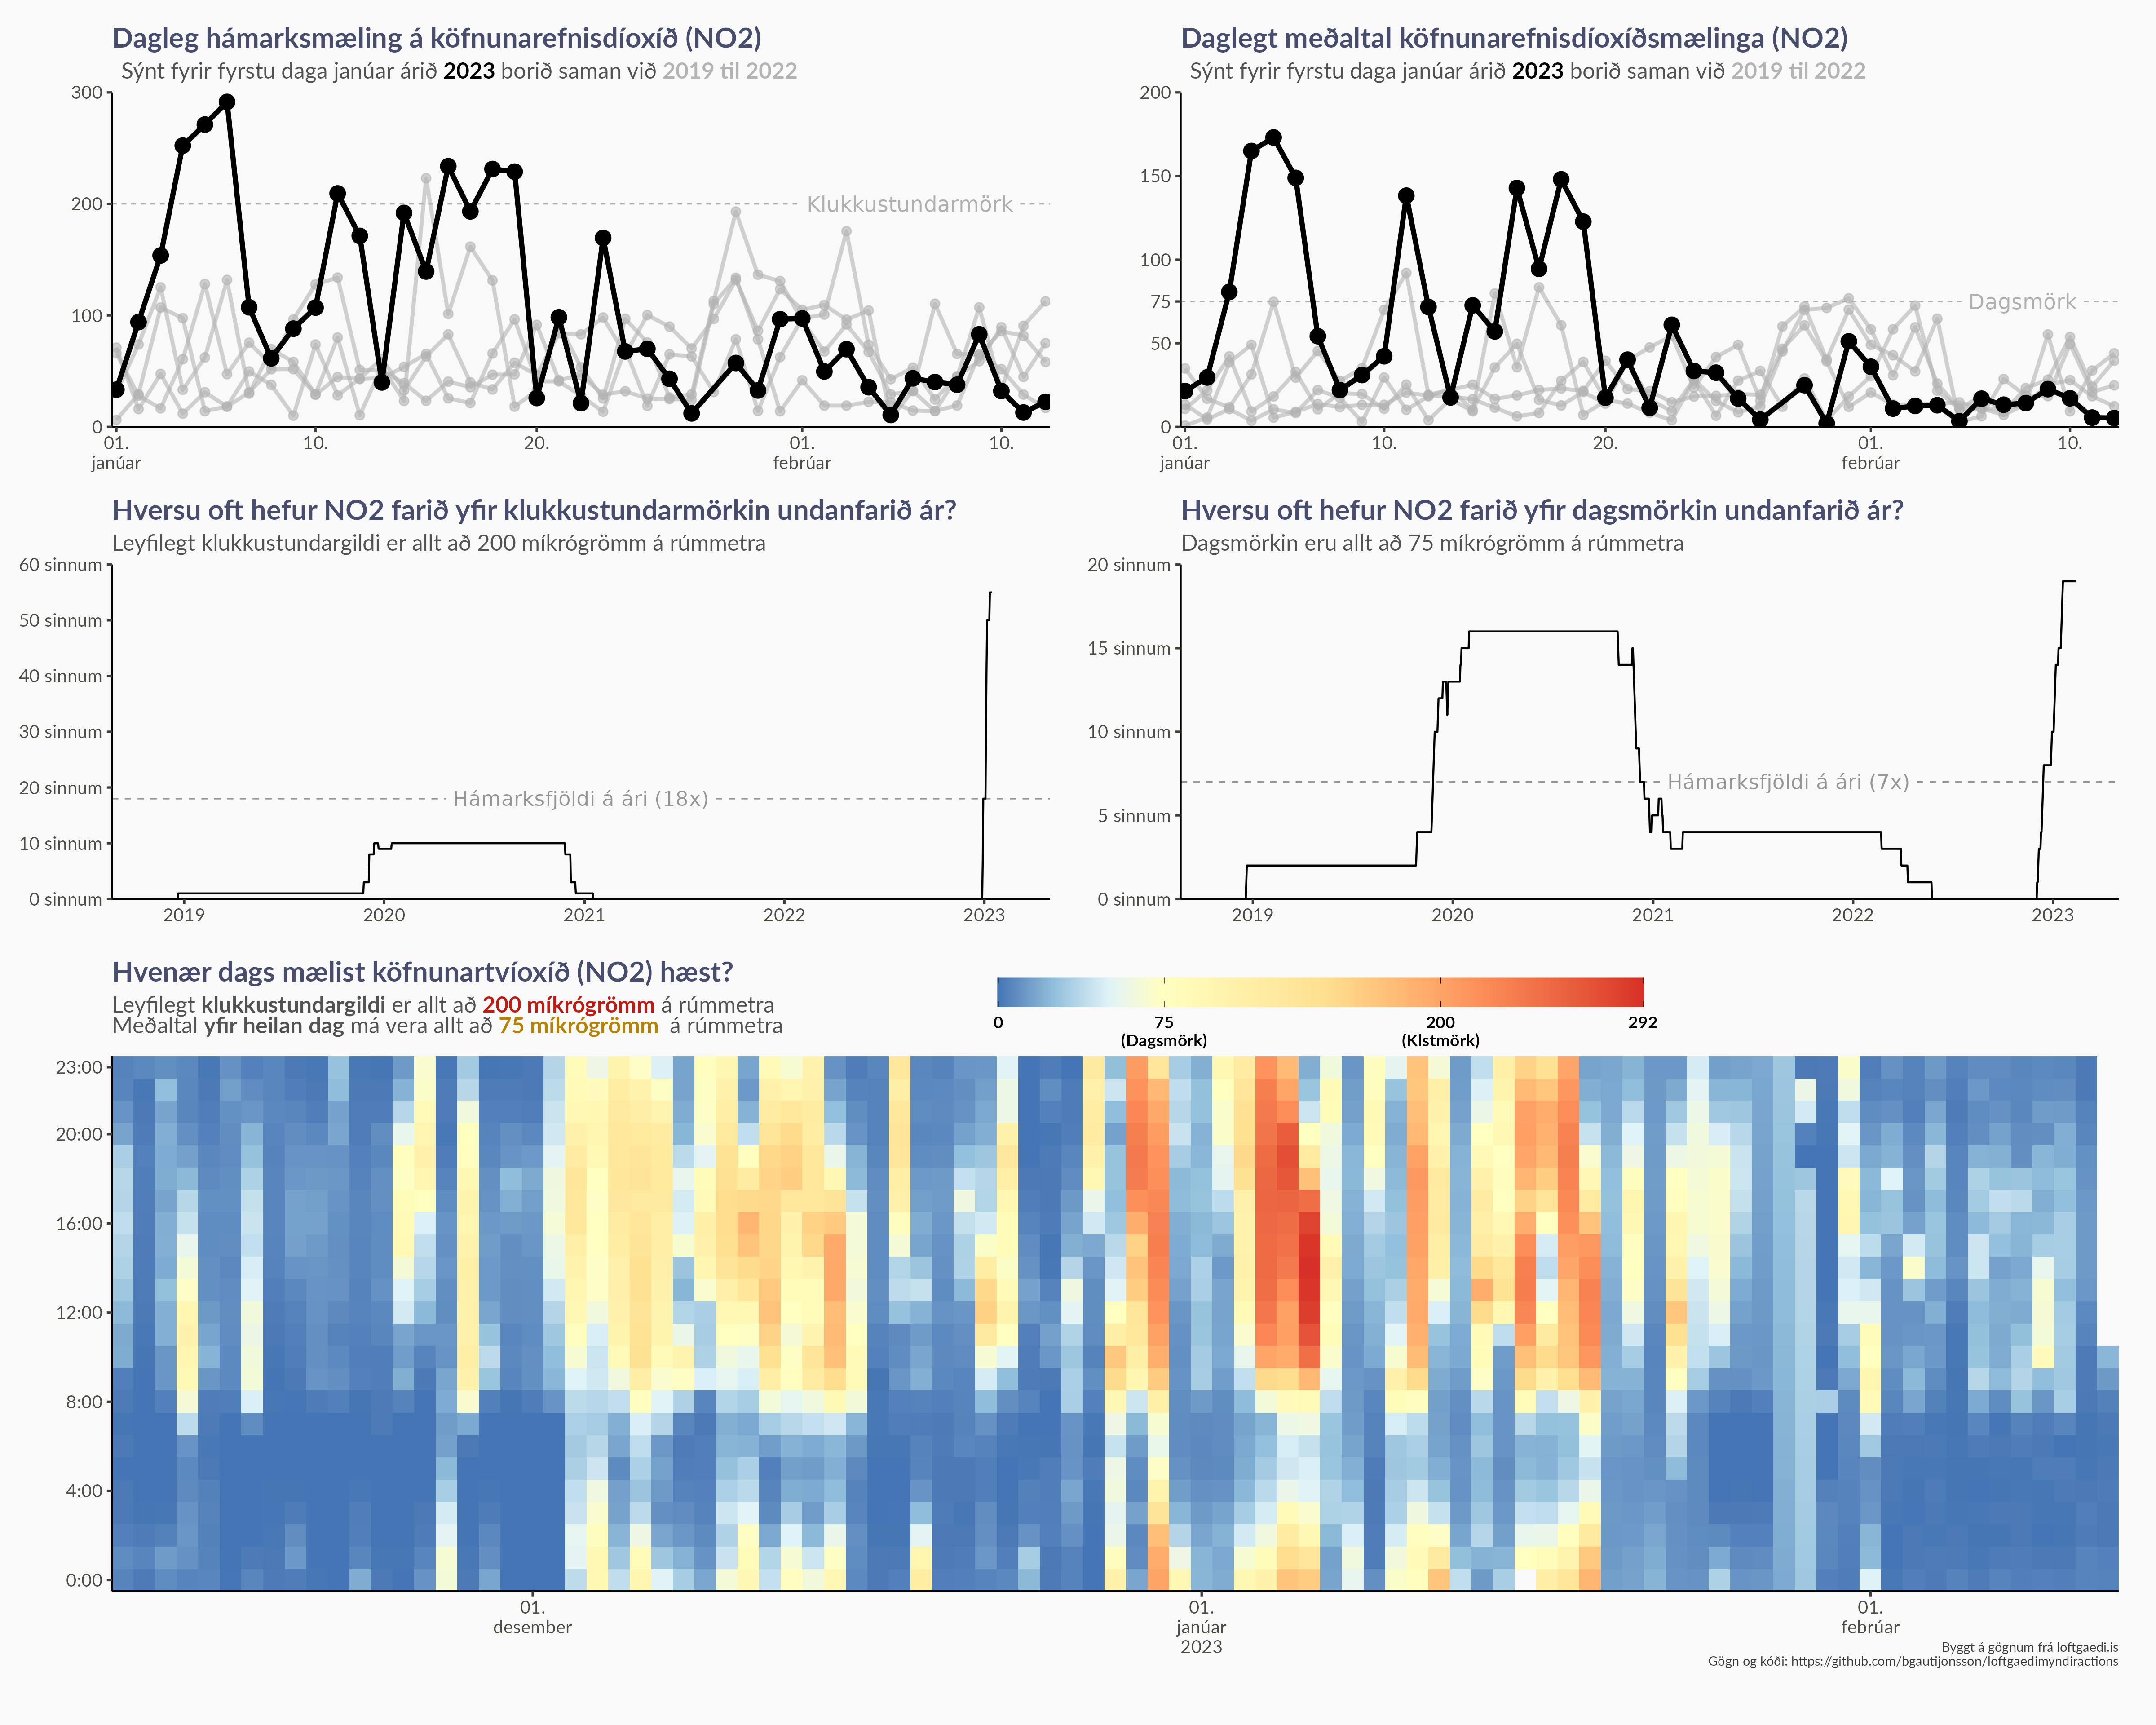 Dagleg hámarksmæling á köfnunarefnisdíoxíð (NO2)
Sýnt fyrir fyrstu daga janúar árið 2023 borið saman við 2019 til 2022
300
200
100
0
Klukkustundarmörk
01.
janúar
10.
20.
01.
febrúar
10.
Daglegt meðaltal köfnunarefnisdíoxíðsmælinga (NO2)
Sýnt fyrir fyrstu daga janúar árið 2023 borið saman við 2019 til 2022
200
150
100
75
50
0
Dagsmörk
01.
janúar
10.
20.
01.
febrúar
10.
Hversu oft hefur NO2 farið yfir klukkustundarmörkin undanfarið ár?
Leyfilegt klukkustundargildi er allt að 200 míkrógrömm á rúmmetra
60 sinnum
50 sinnum
40 sinnum
30 sinnum
20 sinnum
10 sinnum
0 sinnum
Hámarksfjöldi á ári (18x)
2019
2020
2021
2022
2023
Hversu oft hefur NO2 farið yfir dagsmörkin undanfarið ár?
Dagsmörkin eru allt að 75 míkrógrömm á rúmmetra
20 sinnum
15 sinnum
10 sinnum
5 sinnum
0 sinnum
Hámarksfjöldi á ári (7x)
2019
2020
2021
2022
2023
Hvenær dags mælist köfnunartvíoxíð (NO2) hæst?
Leyfilegt klukkustundargildi er allt að 200 míkrógrömm á rúmmetra
Meðaltal yfir heilan dag má vera allt að 75 míkrógrömm á rúmmetra
0
75
(Dagsmörk)
200
(Klstmörk)
292
23:00
20:00
16:00
12:00
8:00
4:00
0:00
01.
desember
01.
janúar
2023
01.
febrúar
Byggt á gögnum frá loftgaedi.is
Gögn og kóði: https://github.com/bgautijonsson/loftgaedimyndiractions